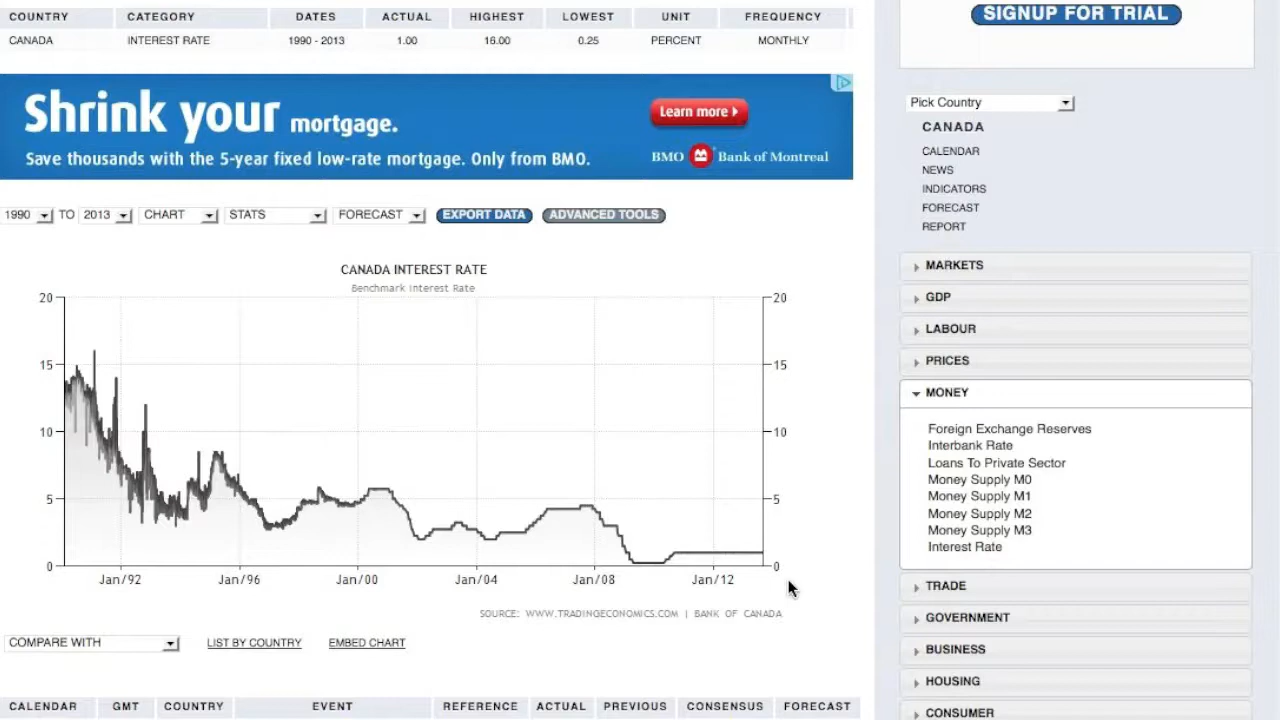 COUNTRY CATEGORY DATES ACTUAL HIGHEST LOWEST UNIT FREQUENCY
CANADA INTEREST RATE 1990 - 2013 1.00 16.00 0.25 PERCENT MONTHLY
Shrink your mortgage.
Save thousands with the 5-year fixed low-rate mortgage. Only from BMO.
Learn more
BMO Bank of Montreal
1990 TO 2013 CHART STATS FORECAST EXPORT DATA ADVANCED TOOLS
CANADA INTEREST RATE
Benchmark Interest Rate
20 20
15 15
10 10
5 5
0 0
Jan/92 Jan/96 Jan/00 Jan/04 Jan/08 Jan/12
SOURCE: WWW.TRADINGECONOMICS.COM | BANK OF CANADA
COMPARE WITH LIST BY COUNTRY EMBED CHART
CALENDAR GMT COUNTRY EVENT REFERENCE ACTUAL PREVIOUS CONSENSUS FORECAST
SIGNUP FOR TRIAL
Pick Country
CANADA
CALENDAR
NEWS
INDICATORS
FORECAST
REPORT
MARKETS
GDP
LABOUR
PRICES
MONEY
Foreign Exchange Reserves
Interbank Rate
Loans To Private Sector
Money Supply M0
Money Supply M1
Money Supply M2
Money Supply M3
Interest Rate
TRADE
GOVERNMENT
BUSINESS
HOUSING
CONSUMER